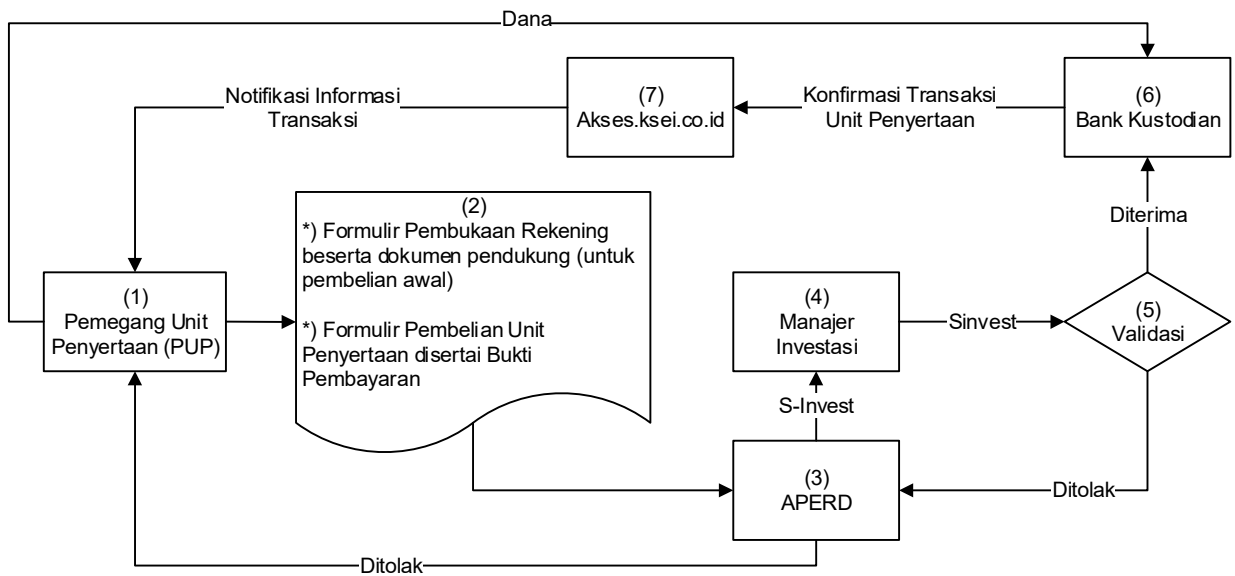 Dana
(7)
Akses.ksei.co.id
(6)
Bank Kustodian
Notifikasi Informasi
Transaksi
Konfirmasi Transaksi
Unit Penyertaan
(2)
*) Formulir Pembukaan Rekening
beserta dokumen pendukung (untuk
pembelian awal)
*) Formulir Pembelian Unit
Penyertaan disertai Bukti
Pembayaran
Diterima
(1)
Pemegang Unit
Penyertaan (PUP)
(4)
Manajer
Investasi
Sinvest
(5)
Validasi
S-Invest
(3)
APERD
Ditolak
Ditolak